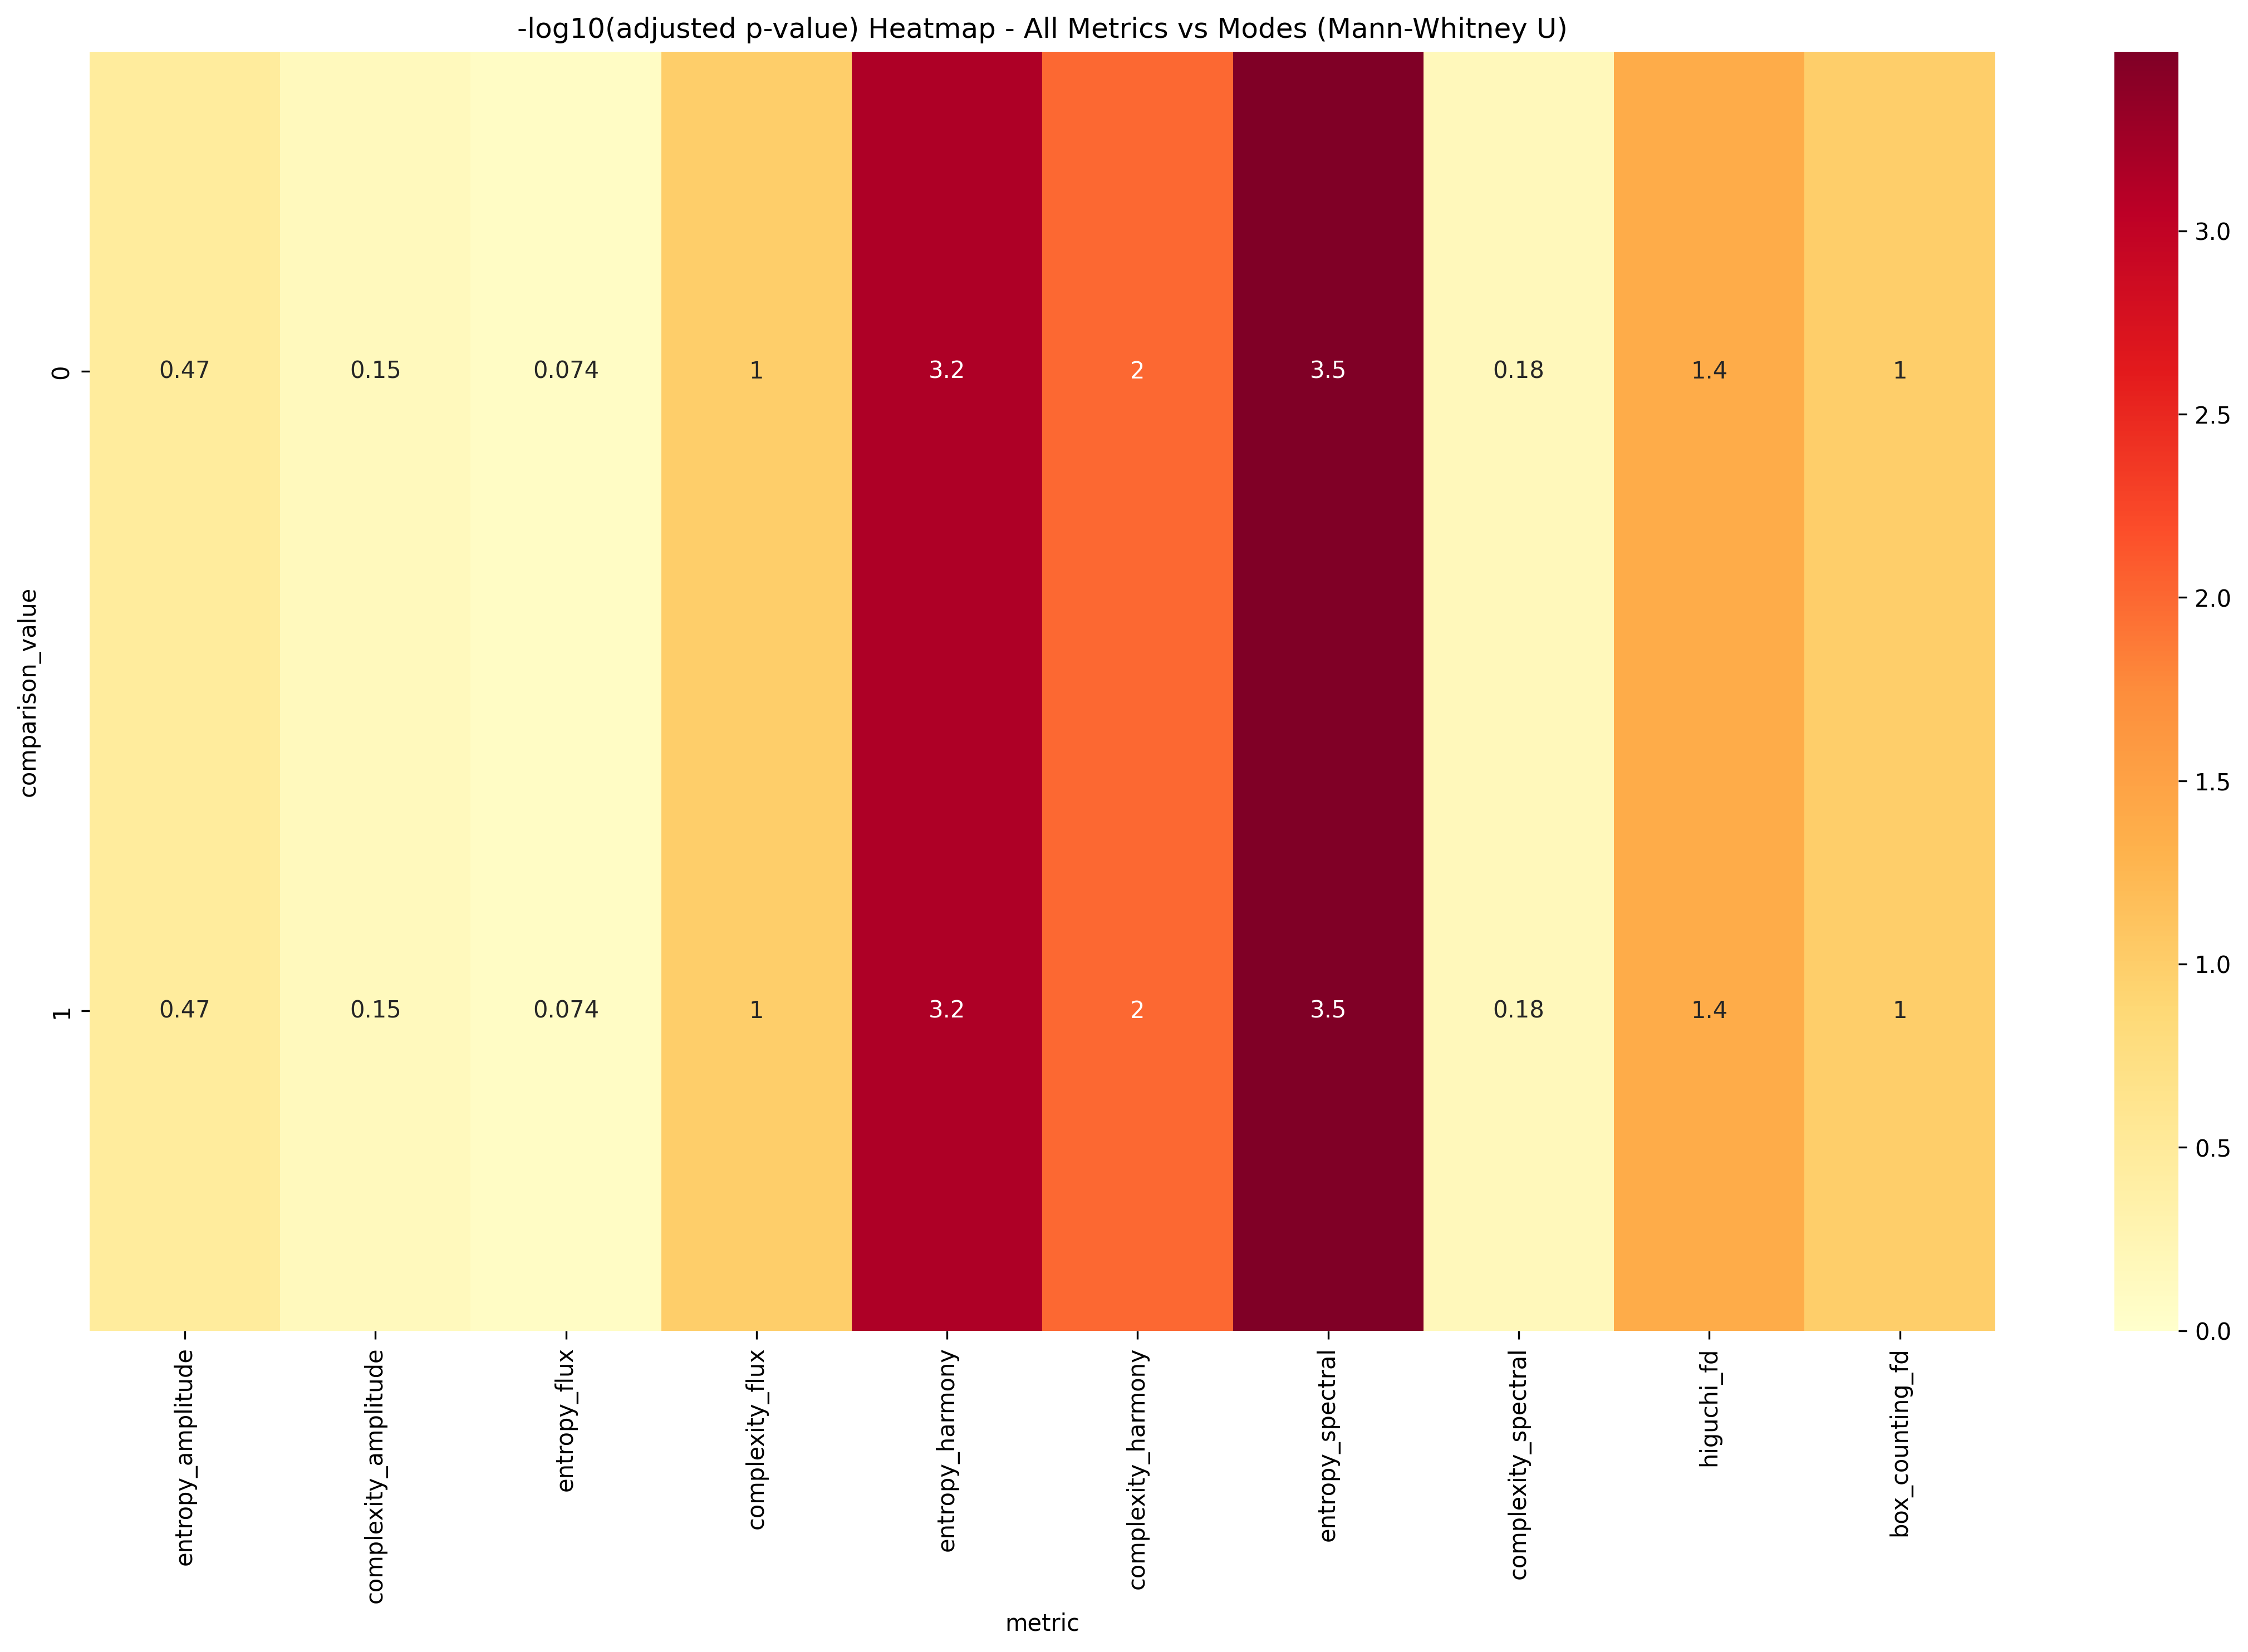 -log10(adjusted p-value) Heatmap - All Metrics vs Modes (Mann-Whitney U)
comparison_value
0
0.47 0.15 0.074 1 3.2 2 3.5 0.18 1.4 1
1
0.47 0.15 0.074 1 3.2 2 3.5 0.18 1.4 1
entropy_amplitude
complexity_amplitude
entropy_flux
complexity_flux
entropy_harmony
complexity_harmony
entropy_spectral
complexity_spectral
higuchi_fd
box_counting_fd
metric
3.0
2.5
2.0
1.5
1.0
0.5
0.0